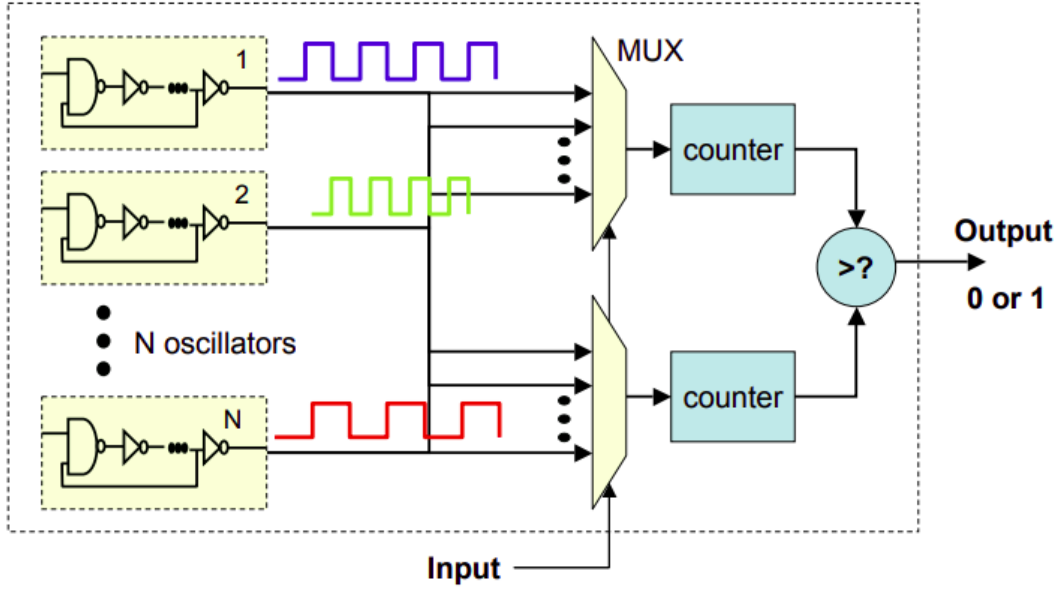 1
MUX
counter
2
Output
>?
0 or 1
N oscillators
counter
N
Input